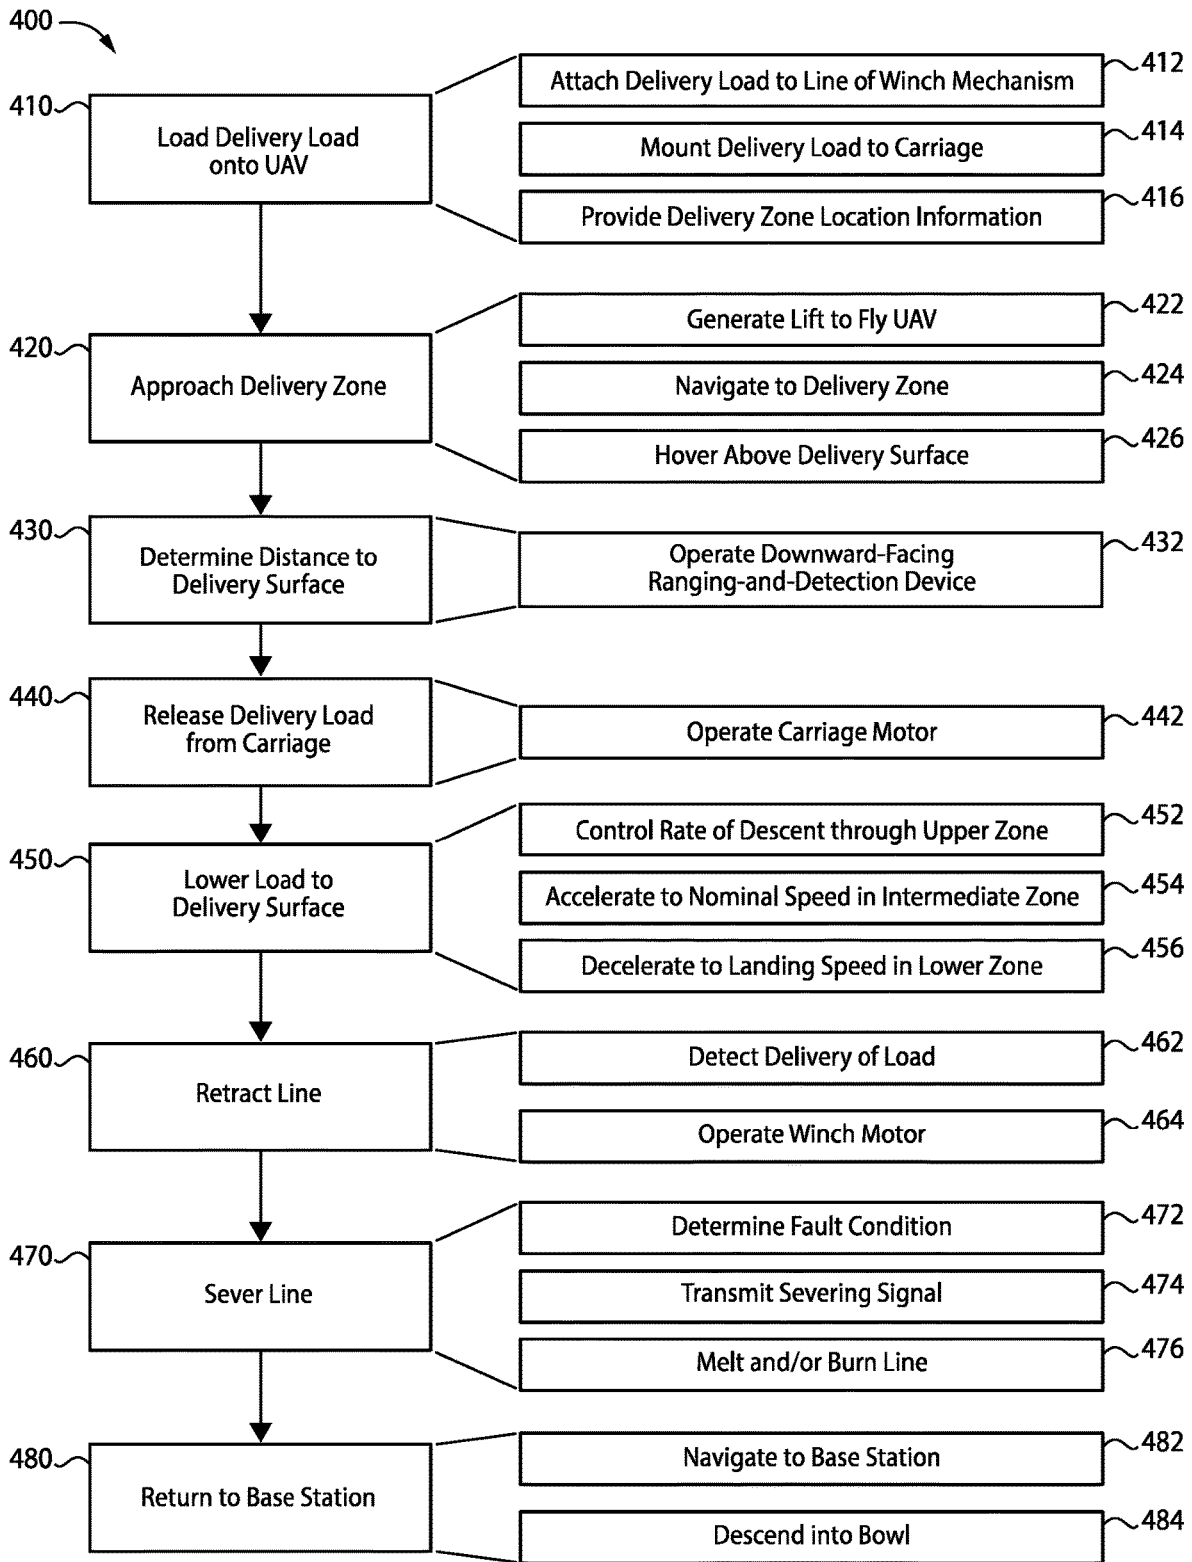 400
410
Load Delivery Load
onto UAV
412
Attach Delivery Load to Line of Winch Mechanism
414
Mount Delivery Load to Carriage
416
Provide Delivery Zone Location Information
420
Approach Delivery Zone
422
Generate Lift to Fly UAV
424
Navigate to Delivery Zone
426
Hover Above Delivery Surface
430
Determine Distance to
Delivery Surface
432
Operate Downward-Facing
Ranging-and-Detection Device
440
Release Delivery Load
from Carriage
442
Operate Carriage Motor
450
Lower Load to
Delivery Surface
452
Control Rate of Descent through Upper Zone
454
Accelerate to Nominal Speed in Intermediate Zone
456
Decelerate to Landing Speed in Lower Zone
460
Retract Line
462
Detect Delivery of Load
464
Operate Winch Motor
470
Sever Line
472
Determine Fault Condition
474
Transmit Severing Signal
476
Melt and/or Burn Line
480
Return to Base Station
482
Navigate to Base Station
484
Descend into Bowl